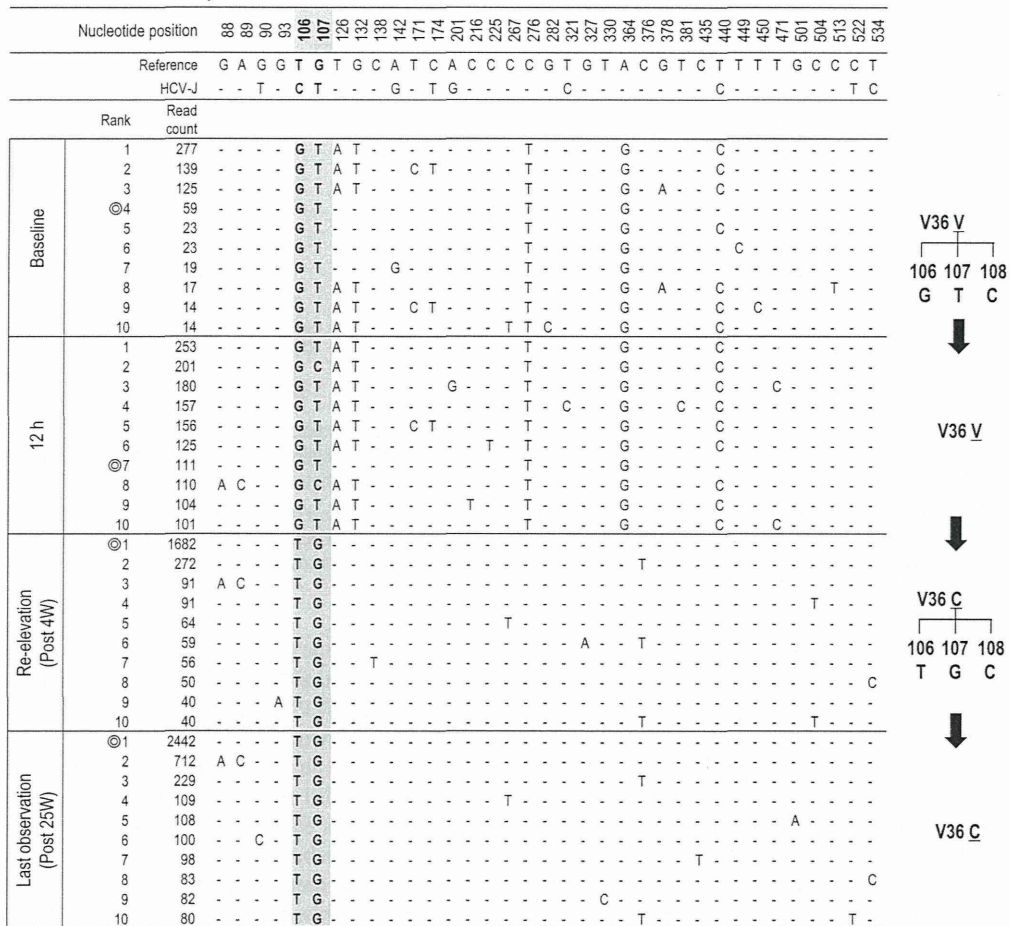 Nucleotide position 88 89 90 93 106 107 126 132 138 142 171 174 201 216 225 267 276 282 321 327 330 364 376 378 381 435 440 449 450 471 501 504 513 522 534
Reference G A G G T G T G C A T C A C C C C G T G T A C G T C T T T T G C C C T
HCV-J - - T - C T - - - G - T G - - - - - C - - - - - - - C - - - - - - T C
Rank Read count
Baseline
1 277 - - - - G T A T - - - - - - - - T - - - - G - - - - C - - - - - - - -
2 139 - - - - G T A T - - C T - - - - T - - - - G - - - - C - - - - - - - -
3 125 - - - - G T A T - - - - - - - - T - - - - G - A - - C - - - - - - - -
◎4 59 - - - - G T - - - - - - - - - - T - - - - G - - - - - - - - - - - - -
5 23 - - - - G T - - - - - - - - - - T - - - - G - - - - C - - - - - - - -
6 23 - - - - G T - - - - - - - - - - T - - - - G - - - - - C - - - - - - -
7 19 - - - - G T - - - G - - - - - - T - - - - G - - - - - - - - - - - - -
8 17 - - - - G T A T - - - - - - - - T - - - - G - A - - C - - - - - T - -
9 14 - - - - G T A T - - C T - - - - T - - - - G - - - - C - C - - - - - -
10 14 - - - - G T A T - - - - - - - T T C - - - G - - - - C - - - - - - - -
12 h
1 253 - - - - G T A T - - - - - - - - T - - - - G - - - - C - - - - - - - -
2 201 - - - - G C A T - - - - - - - - T - - - - G - - - - C - - - - - - - -
3 180 - - - - G T A T - - - - G - - - T - - - - G - - - - C - - C - - - - -
4 157 - - - - G T A T - - - - - - - - T - C - - G - - C - C - - - - - - - -
5 156 - - - - G T A T - - C T - - - - T - - - - G - - - - C - - - - - - - -
6 125 - - - - G T A T - - - - - - T - T - - - - G - - - - C - - - - - - - -
◎7 111 - - - - G T - - - - - - - - - - T - - - - G - - - - - - - - - - - - -
8 110 A C - - G C A T - - - - - - - - T - - - - G - - - - C - - - - - - - -
9 104 - - - - G T A T - - - - - T - - T - - - - G - - - - C - - - - - - - -
10 101 - - - - G T A T - - - - - - - - T - - - - G - - - - C - - C - - - - -
Re-elevation (Post 4W)
◎1 1682 - - - - T G - - - - - - - - - - - - - - - - - - - - - - - - - - - - -
2 272 - - - - T G - - - - - - - - - - - - - - - - T - - - - - - - - - - - -
3 91 A C - - T G - - - - - - - - - - - - - - - - - - - - - - - - - - - - -
4 91 - - - - T G - - - - - - - - - - - - - - - - - - - - - - - - - T - - -
5 64 - - - - T G - - - - - - - - - T - - - - - - - - - - - - - - - - - - -
6 59 - - - - T G - - - - - - - - - - - - - A - - T - - - - - - - - - - - -
7 56 - - - - T G - - T - - - - - - - - - - - - - - - - - - - - - - - - - -
8 50 - - - - T G - - - - - - - - - - - - - - - - - - - - - - - - - - - - C
9 40 - - - A T G - - - - - - - - - - - - - - - - - - - - - - - - - - - - -
10 40 - - - - T G - - - - - - - - - - - - - - - - T - - - - - - - - T - - -
Last observation (Post 25W)
◎1 2442 - - - - T G - - - - - - - - - - - - - - - - - - - - - - - - - - - - -
2 712 A C - - T G - - - - - - - - - - - - - - - - - - - - - - - - - - - - -
3 229 - - - - T G - - - - - - - - - - - - - - - - T - - - - - - - - - - - -
4 109 - - - - T G - - - - - - - - - T - - - - - - - - - - - - - - - - - - -
5 108 - - - - T G - - - - - - - - - - - - - - - - - - - - - - - - A - - - -
6 100 - - C - T G - - - - - - - - - - - - - - - - - - - - - - - - - - - - -
7 98 - - - - T G - - - - - - - - - - - - - - - - - - - T - - - - - - - - -
8 83 - - - - T G - - - - - - - - - - - - - - - - - - - - - - - - - - - - C
9 82 - - - - T G - - - - - - - - - - - - - - C - - - - - - - - - - - - - -
10 80 - - - - T G - - - - - - - - - - - - - - - - T - - - - - - - - - - T -
V36 V
106 107 108
G T C
V36 V
V36 C
106 107 108
T G C
V36 C